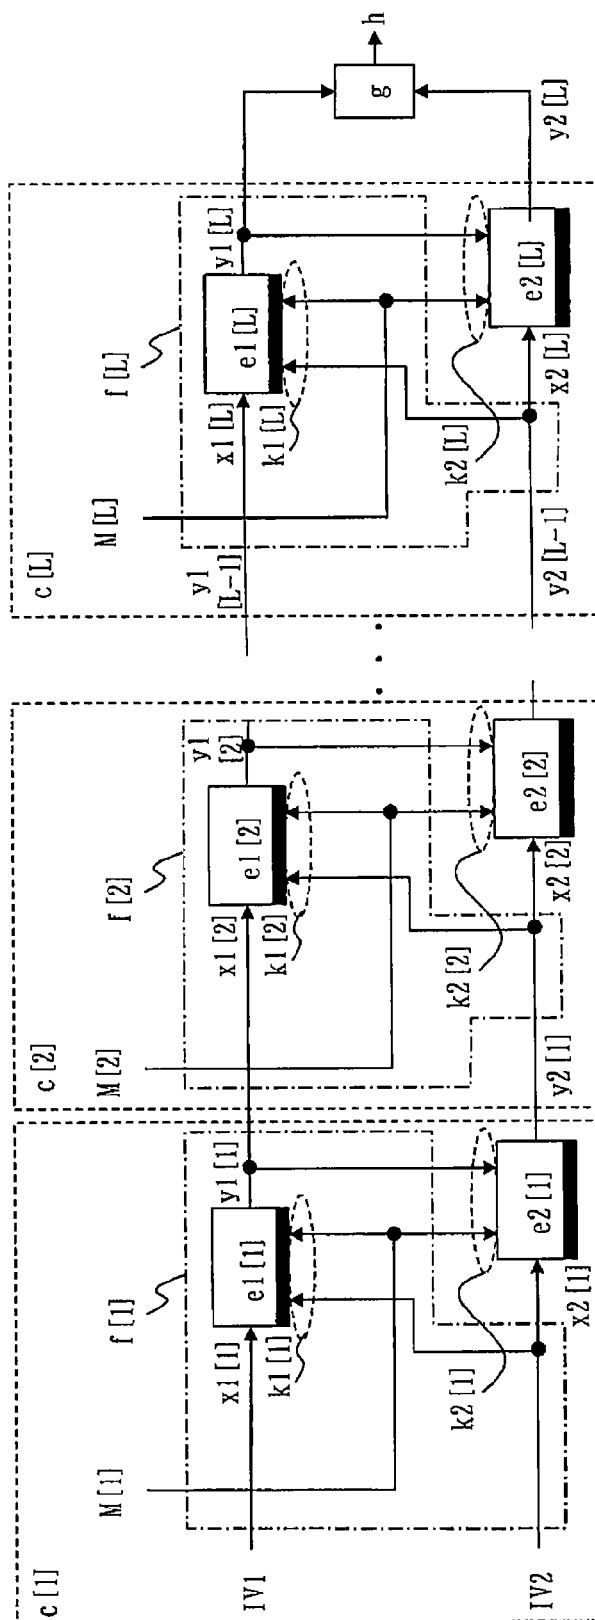 c[1]
M[1]
f[1]
IV1
x1[1]
e1[1]
y1[1]
k1[1]
k2[1]
IV2
x2[1]
e2[1]
y2[1]
c[2]
M[2]
f[2]
x1[2]
e1[2]
y1
[2]
k1[2]
k2[2]
x2[2]
e2[2]
c[L]
M[L]
f[L]
y1
[L-1]
x1[L]
e1[L]
y1[L]
k1[L]
k2[L]
y2[L-1]
x2[L]
e2[L]
y2[L]
g
h